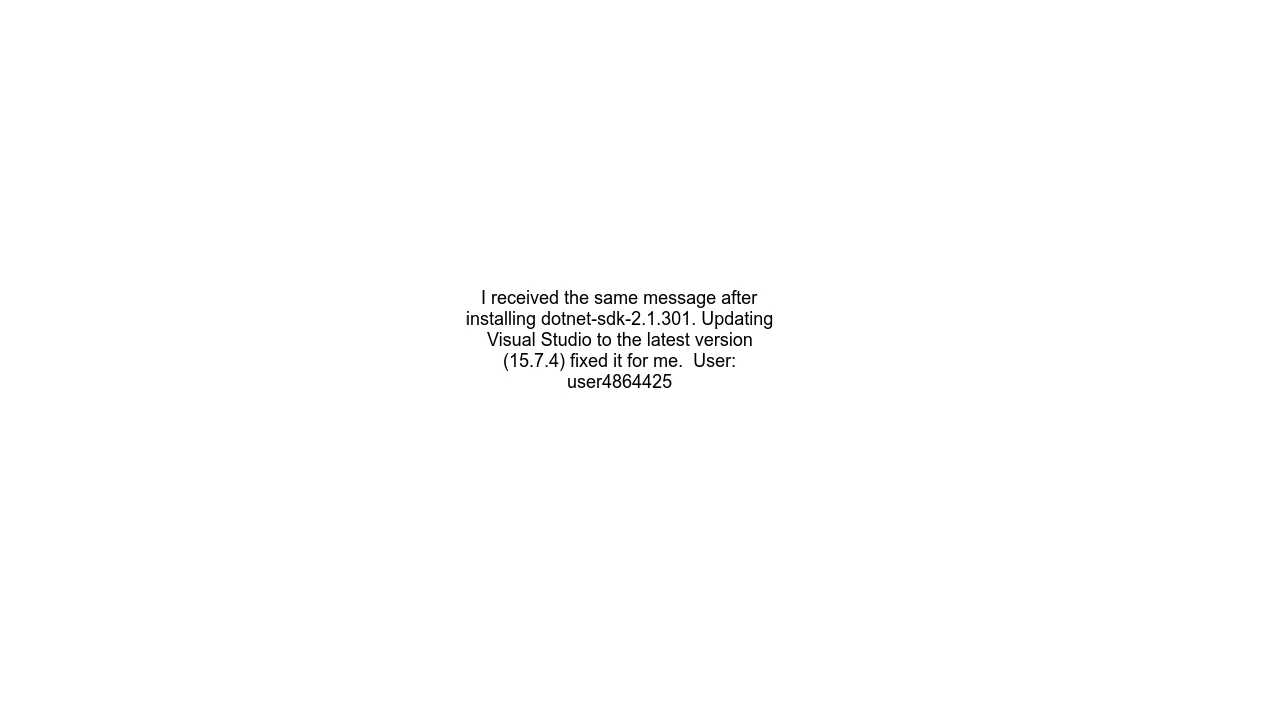 I received the same message after
installing dotnet-sdk-2.1.301. Updating
Visual Studio to the latest version
(15.7.4) fixed it for me.  User:
user4864425